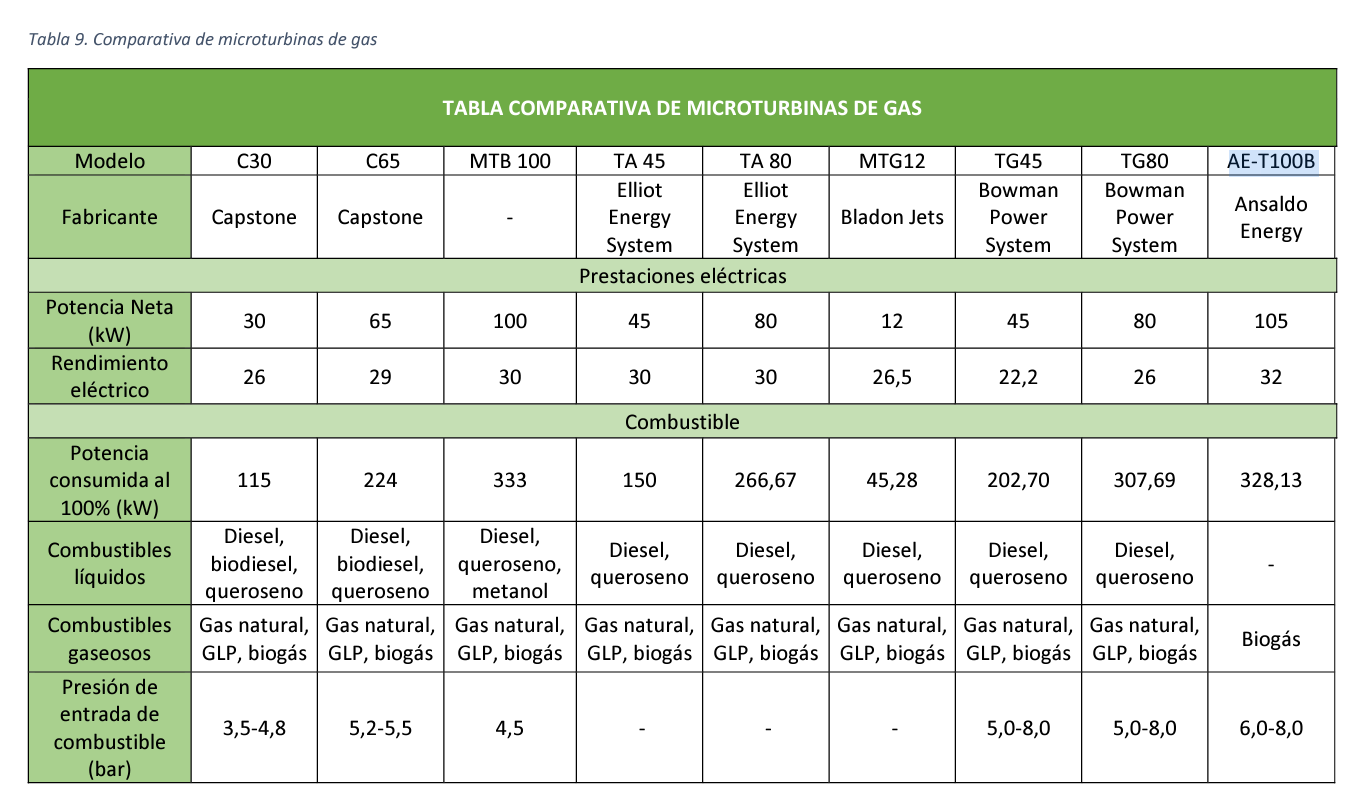 Tabla 9. Comparativa de microturbinas de gas
TABLA COMPARATIVA DE MICROTURBINAS DE GAS
Modelo C30 C65 MTB 100 TA 45 TA 80 MTG12 TG45 TG80 AE-T100B
Fabricante Capstone Capstone - Elliot Energy System Elliot Energy System Bladon Jets Bowman Power System Bowman Power System Ansaldo Energy
Prestaciones eléctricas
Potencia Neta (kW) 30 65 100 45 80 12 45 80 105
Rendimiento eléctrico 26 29 30 30 30 26,5 22,2 26 32
Combustible
Potencia consumida al 100% (kW) 115 224 333 150 266,67 45,28 202,70 307,69 328,13
Combustibles líquidos Diesel, biodiesel, queroseno Diesel, biodiesel, queroseno Diesel, queroseno, metanol Diesel, queroseno Diesel, queroseno Diesel, queroseno Diesel, queroseno Diesel, queroseno -
Combustibles gaseosos Gas natural, GLP, biogás Gas natural, GLP, biogás Gas natural, GLP, biogás Gas natural, GLP, biogás Gas natural, GLP, biogás Gas natural, GLP, biogás Gas natural, GLP, biogás Gas natural, GLP, biogás Biogás
Presión de entrada de combustible (bar) 3,5-4,8 5,2-5,5 4,5 - - - 5,0-8,0 5,0-8,0 6,0-8,0